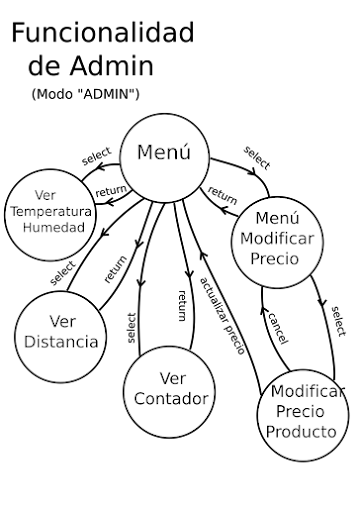 Funcionalidad
de Admin
(Modo "ADMIN")
Menú
select
return
select
return
Ver
Temperatura
Humedad
Menú
Modificar
Precio
select
return
select
return
actualizar precio
cancel
select
Ver
Distancia
Ver
Contador
Modificar
Precio
Producto